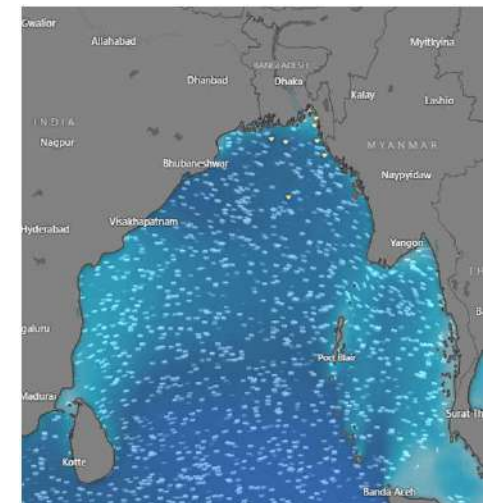 Gwalior
Allahabad
Myitkyina
BANGLADESH
Dhanbad
Dhaka
Kalay
Lashio
INDIA
Nagpur
MYANMAR
Bhubaneshwar
Naypyidaw
Visakhapatnam
Hyderabad
Yangon
TH
B
galuru
Port Blair
Madurai
Surat Th
Kotte
Banda Aceh